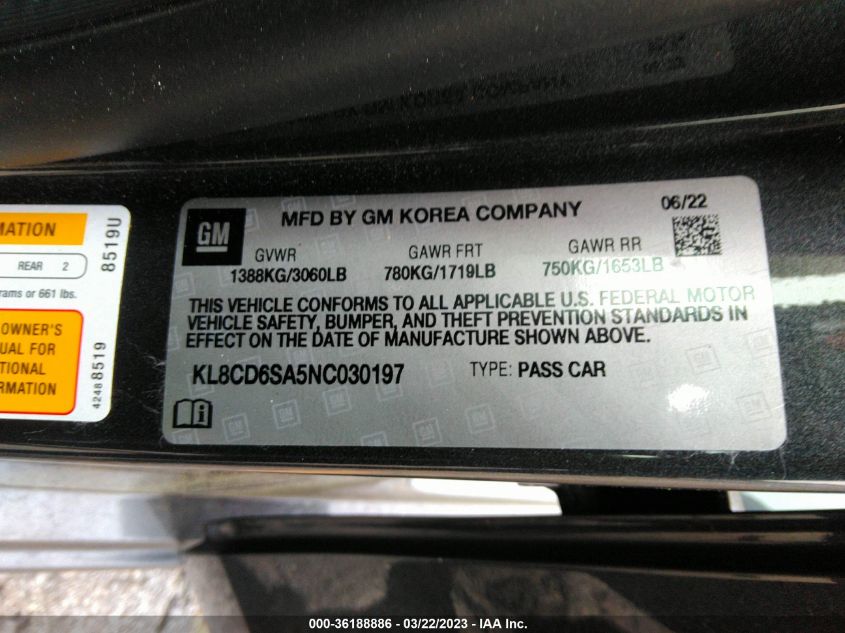 MFD BY GM KOREA COMPANY
06/22
GM
GVWR
GAWR FRT
GAWR RR
1388KG/3060LB
780KG/1719LB
750KG/1653LB
THIS VEHICLE CONFORMS TO ALL APPLICABLE U.S. FEDERAL MOTOR
VEHICLE SAFETY, BUMPER, AND THEFT PREVENTION STANDARDS IN
EFFECT ON THE DATE OF MANUFACTURE SHOWN ABOVE.
KL8CD6SA5NC030197
TYPE: PASS CAR
REAR 2
rams or 661 lbs.
OWNER'S
UAL FOR
TIONAL
RMATION
8519U
42488519
000-36188886 - 03/22/2023 - IAA Inc.